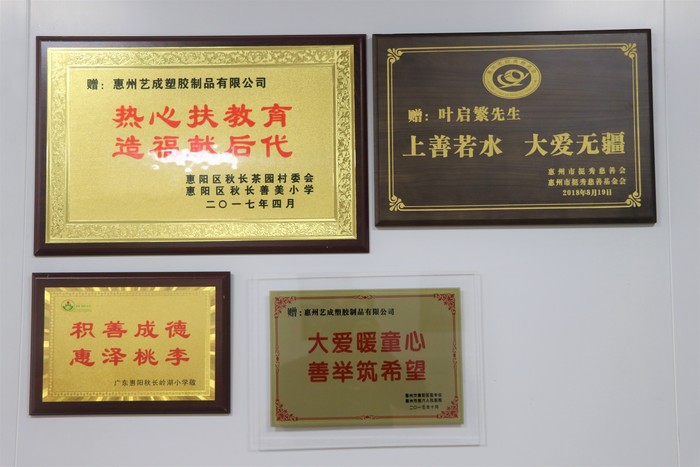 赠：惠州艺成塑胶制品有限公司
热心扶教育
造福献后代
惠阳区秋长茶园村委会
惠阳区秋长善美小学
二〇一七年四月
赠：叶启繁先生
上善若水 大爱无疆
惠州市挺秀慈善会
惠州市挺秀慈善基金会
2018年8月19日
积善成德
惠泽桃李
广东惠阳秋长岭湖小学赠
赠：惠州艺成塑胶制品有限公司
大爱暖童心
善举筑希望